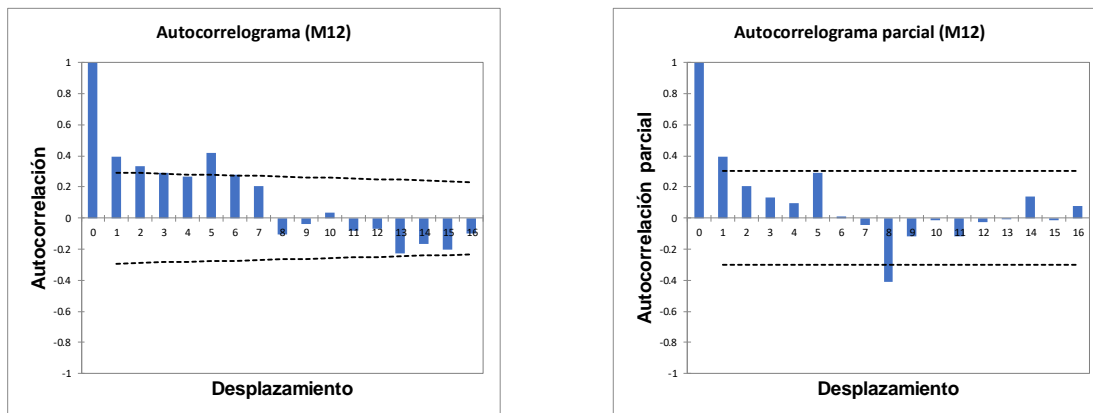 Autocorrelograma (M12)
1
0.8
0.6
0.4
0.2
0
-0.2
-0.4
-0.6
-0.8
-1
0 1 2 3 4 5 6 7 8 9 10 11 12 13 14 15 16
Autocorrelación
Desplazamiento
Autocorrelograma parcial (M12)
1
0.8
0.6
0.4
0.2
0
-0.2
-0.4
-0.6
-0.8
-1
0 1 2 3 4 5 6 7 8 9 10 11 12 13 14 15 16
Autocorrelación parcial
Desplazamiento